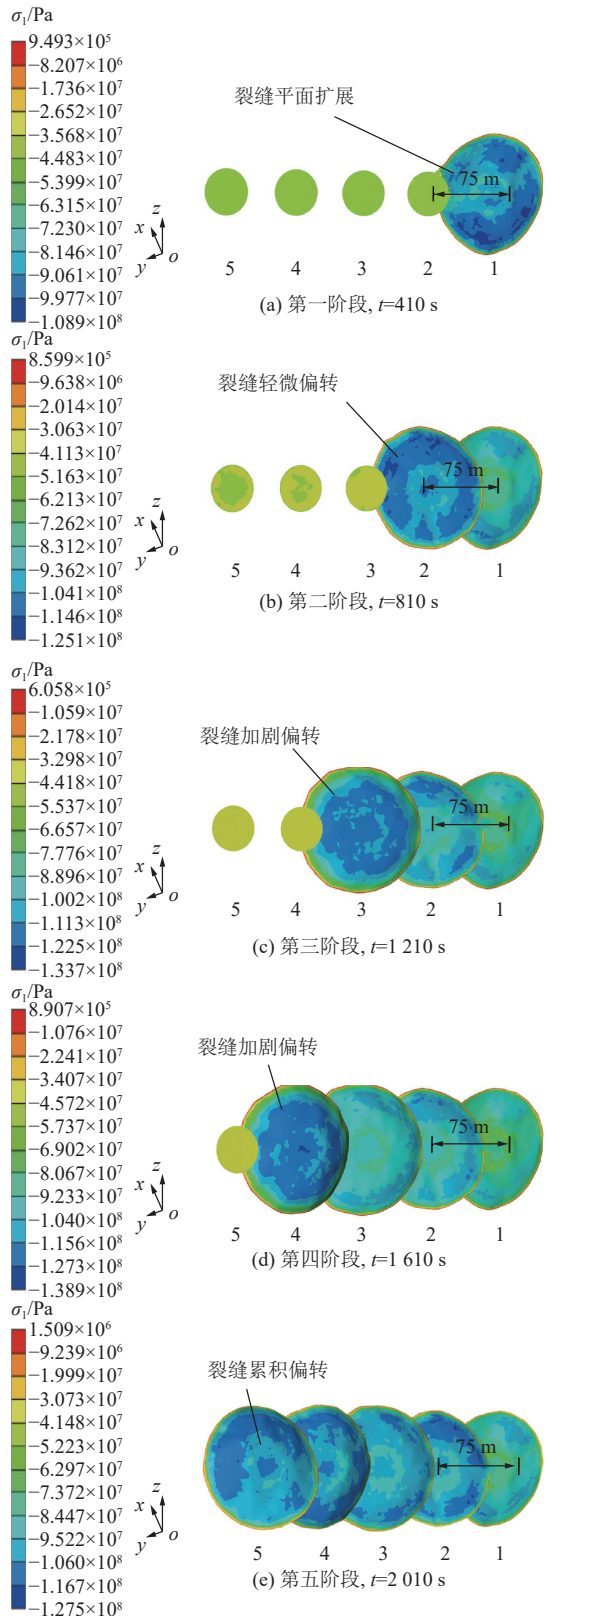 σ₁/Pa
9.493×10⁵
−8.207×10⁶
−1.736×10⁷
−2.652×10⁷
−3.568×10⁷
−4.483×10⁷
−5.399×10⁷
−6.315×10⁷
−7.230×10⁷
−8.146×10⁷
−9.061×10⁷
−9.977×10⁷
−1.089×10⁸
裂缝平面扩展
75 m
z
x
y
o
5 4 3 2 1
(a) 第一阶段, t=410 s
σ₁/Pa
8.599×10⁵
−9.638×10⁶
−2.014×10⁷
−3.063×10⁷
−4.113×10⁷
−5.163×10⁷
−6.213×10⁷
−7.262×10⁷
−8.312×10⁷
−9.362×10⁷
−1.041×10⁸
−1.146×10⁸
−1.251×10⁸
裂缝轻微偏转
75 m
z
x
y
o
5 4 3 2 1
(b) 第二阶段, t=810 s
σ₁/Pa
6.058×10⁵
−1.059×10⁷
−2.178×10⁷
−3.298×10⁷
−4.418×10⁷
−5.537×10⁷
−6.657×10⁷
−7.776×10⁷
−8.896×10⁷
−1.002×10⁸
−1.113×10⁸
−1.225×10⁸
−1.337×10⁸
裂缝加剧偏转
75 m
z
x
y
o
5 4 3 2 1
(c) 第三阶段, t=1 210 s
σ₁/Pa
8.907×10⁵
−1.076×10⁷
−2.241×10⁷
−3.407×10⁷
−4.572×10⁷
−5.737×10⁷
−6.902×10⁷
−8.067×10⁷
−9.233×10⁷
−1.040×10⁸
−1.156×10⁸
−1.273×10⁸
−1.389×10⁸
裂缝加剧偏转
75 m
z
x
y
o
5 4 3 2 1
(d) 第四阶段, t=1 610 s
σ₁/Pa
1.509×10⁶
−9.239×10⁶
−1.999×10⁷
−3.073×10⁷
−4.148×10⁷
−5.223×10⁷
−6.297×10⁷
−7.372×10⁷
−8.447×10⁷
−9.522×10⁷
−1.060×10⁸
−1.167×10⁸
−1.275×10⁸
裂缝累积偏转
75 m
z
x
y
o
5 4 3 2 1
(e) 第五阶段, t=2 010 s